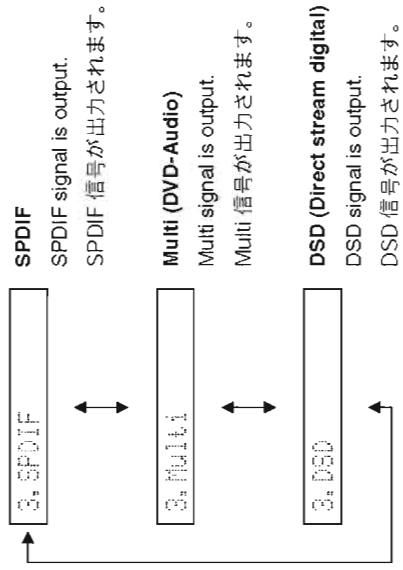 3. SPDIF
SPDIF
SPDIF signal is output.
SPDIF 信号が出力されます。
3. Multi
Multi (DVD-Audio)
Multi signal is output.
Multi 信号が出力されます。
3. DSD
DSD (Direct stream digital)
DSD signal is output.
DSD 信号が出力されます。